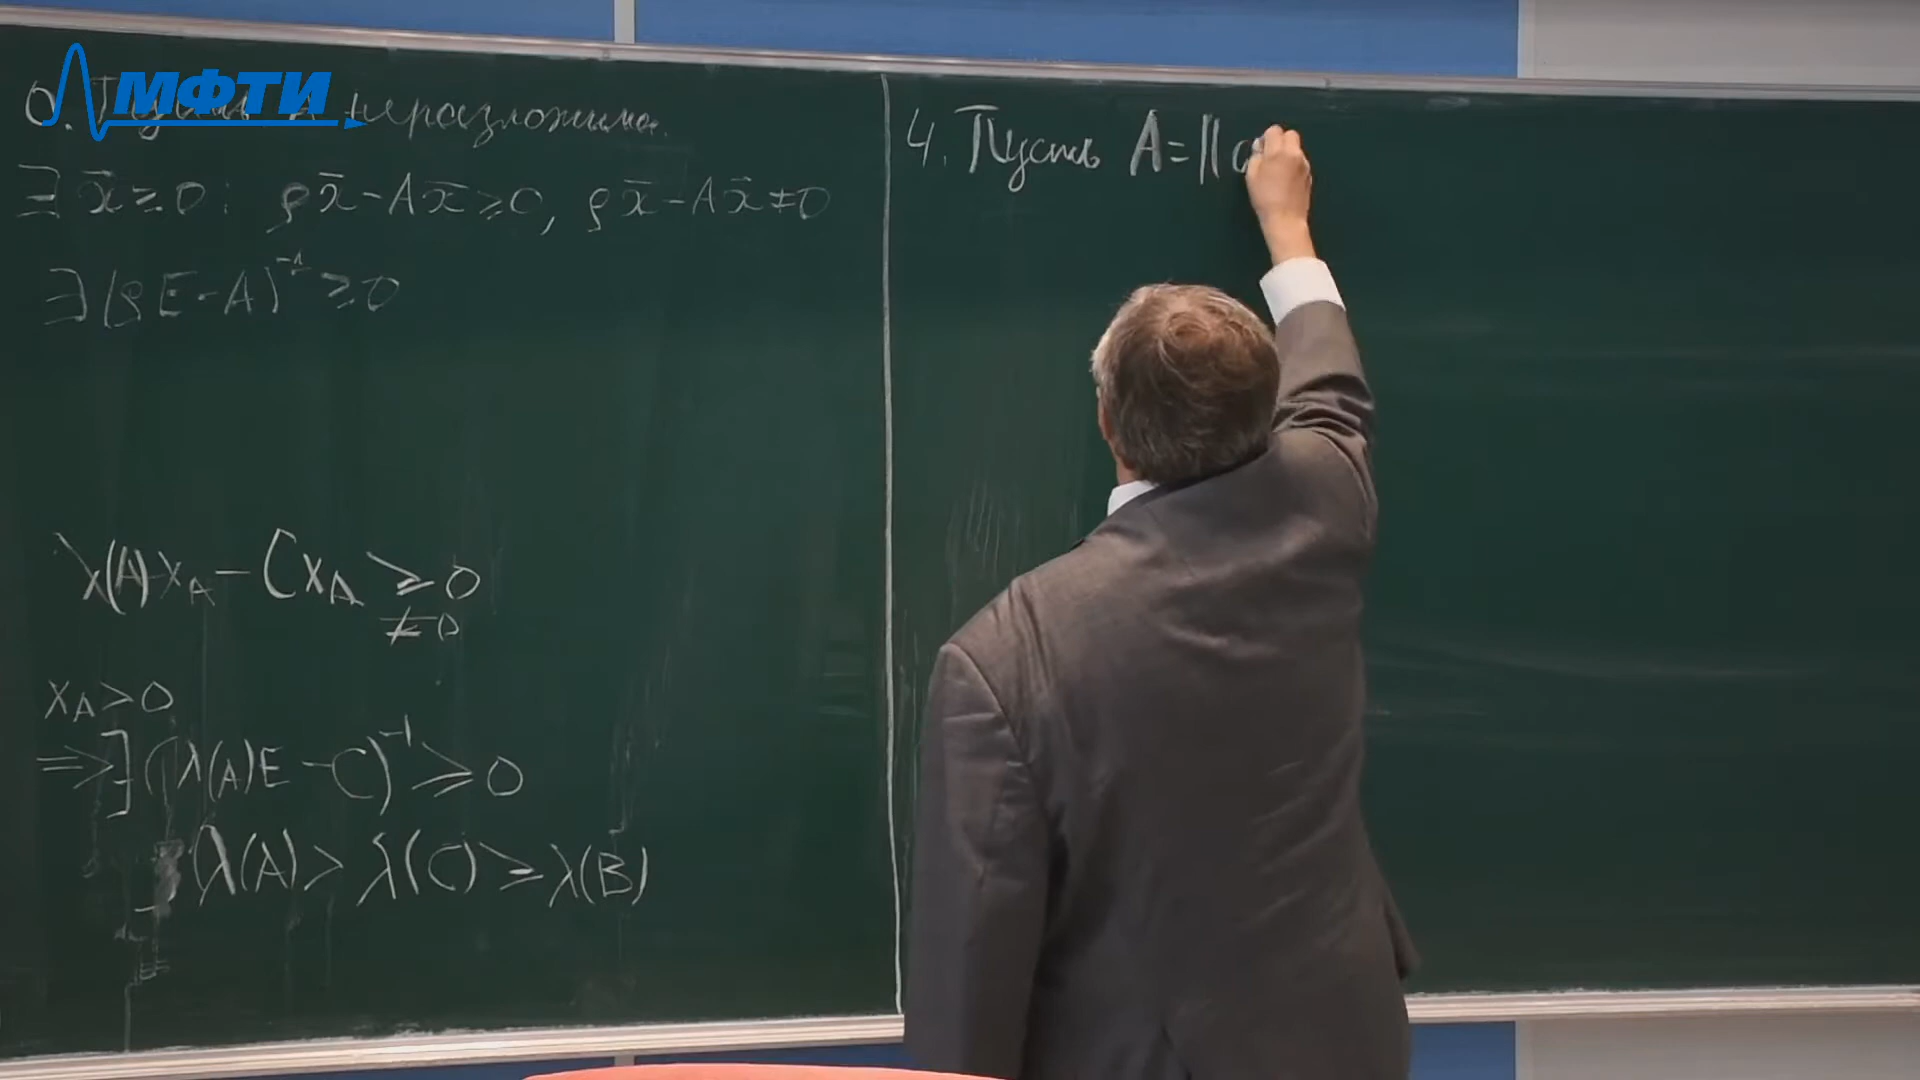 МФТИ
0. Пусть A неразложима.
∃ x̄ ≥ 0 : ρx̄ - Ax̄ ≥ 0, ρx̄ - Ax̄ ≠ 0
∃ (ρE - A)⁻¹ ≥ 0
λ(A)x_A - Cx_A ≥ 0
≠ 0
x_A > 0
⇒ ∃ (λ(A)E - C)⁻¹ ≥ 0
λ(A) > λ(C) ≥ λ(B)
4. Пусть A = ||a